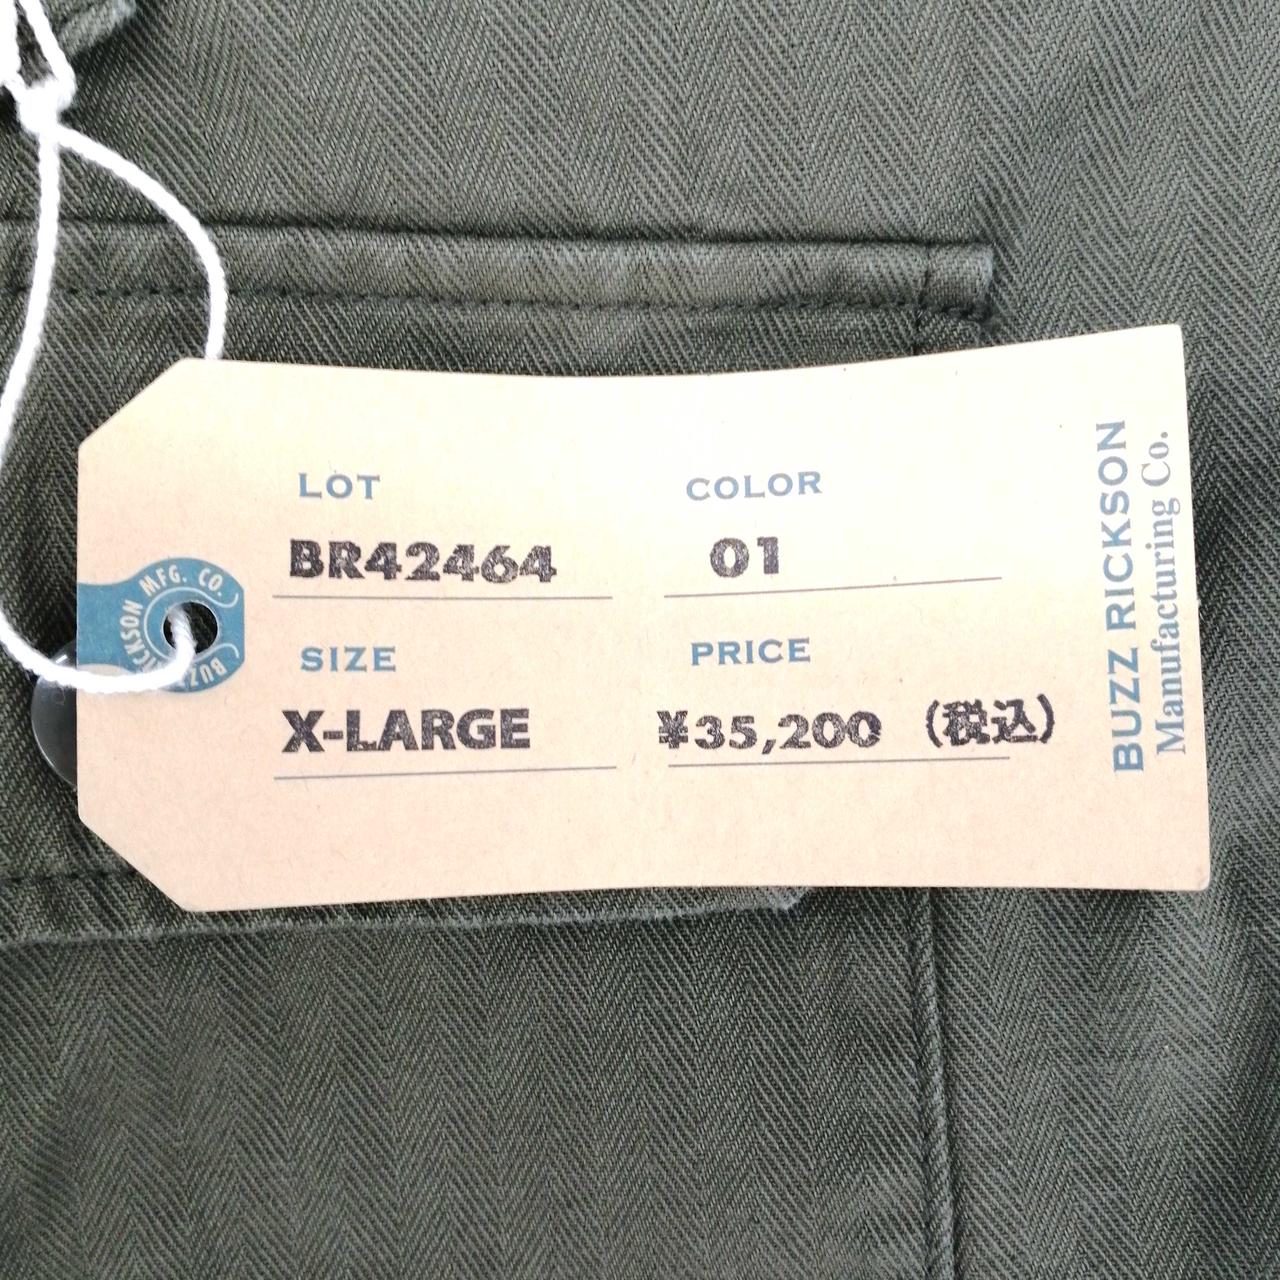 LOT
BR42464
COLOR
01
SIZE
X-LARGE
PRICE
¥35,200 (税込)
BUZZ RICKSON
Manufacturing Co.
BUZZ RICKSON MFG. CO.